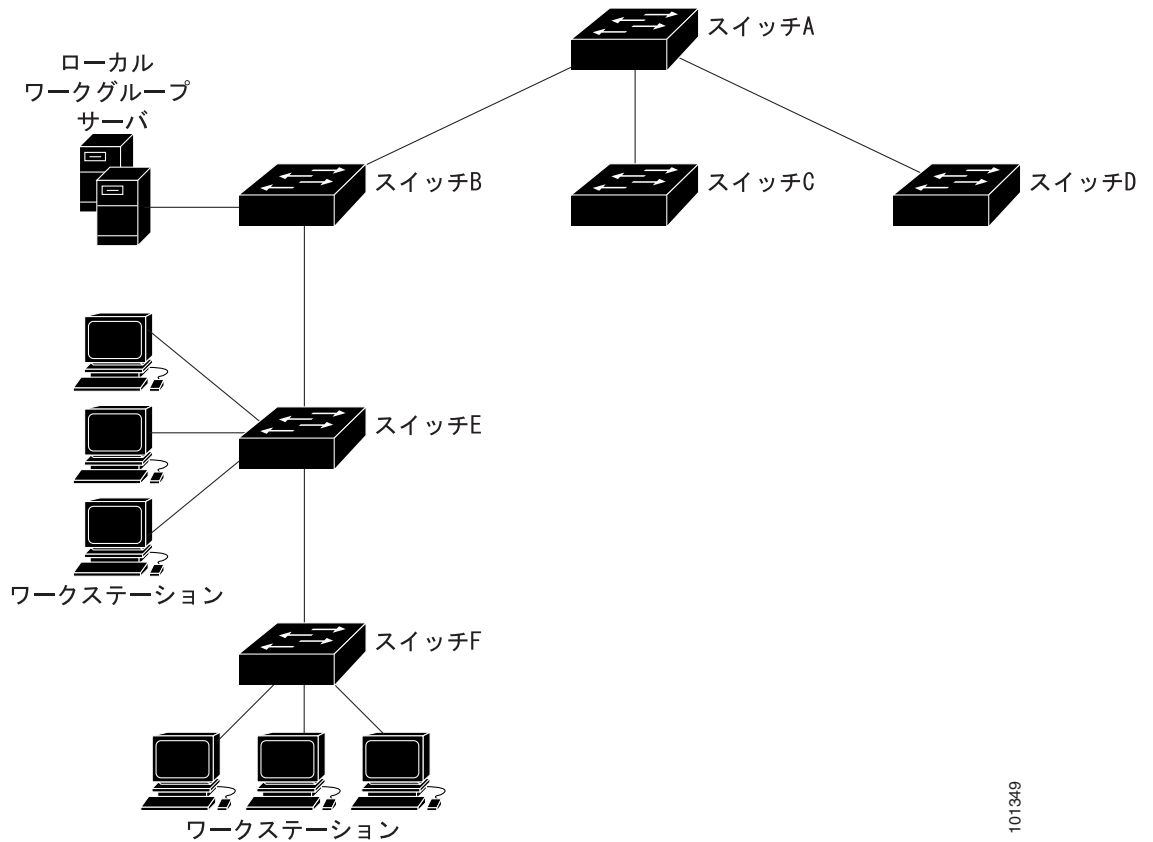 スイッチA
ローカル
ワークグループ
サーバ
スイッチB
スイッチC
スイッチD
スイッチE
ワークステーション
スイッチF
ワークステーション
101349